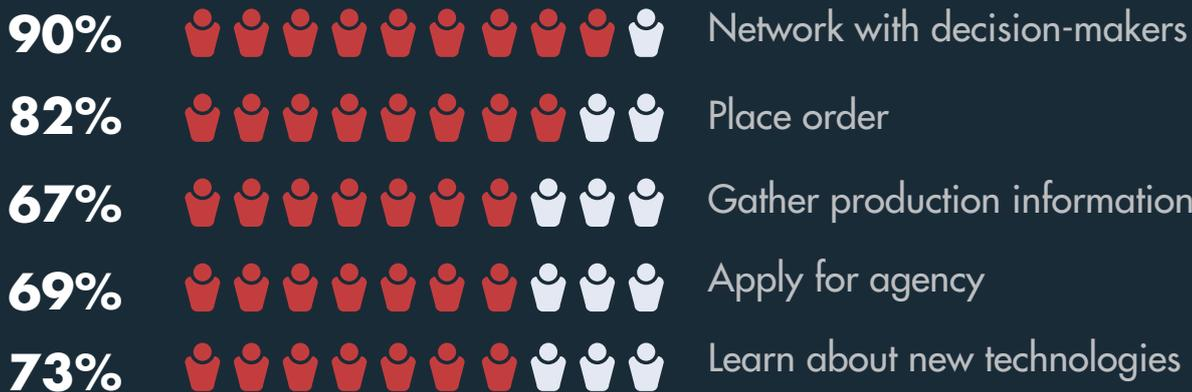 90% Network with decision-makers
82% Place order
67% Gather production information
69% Apply for agency
73% Learn about new technologies